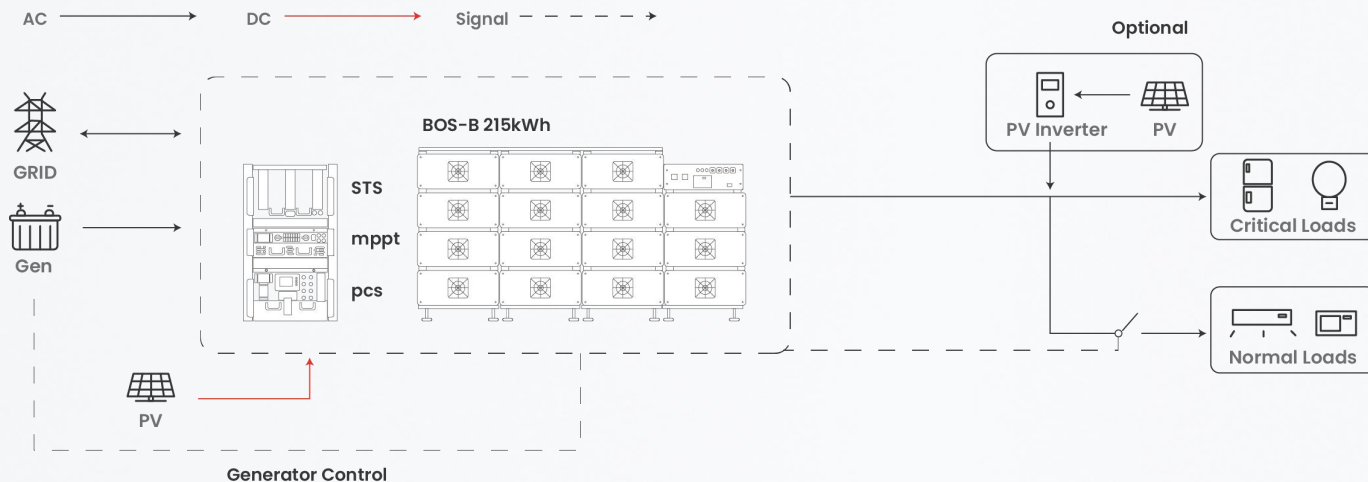 AC
DC
Signal
Optional
GRID
BOS-B 215kWh
PV Inverter
PV
STS
mppt
pcs
Critical Loads
Gen
Normal Loads
PV
Generator Control